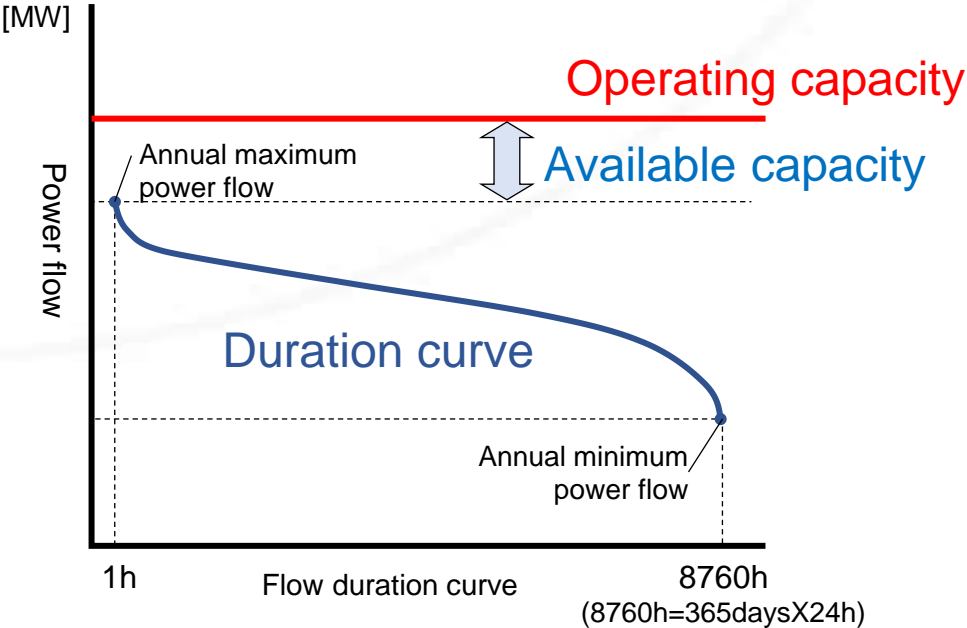 [MW]
Operating capacity
Annual maximum
power flow
Available capacity
Power flow
Duration curve
Annual minimum
power flow
1h
Flow duration curve
8760h
(8760h=365daysX24h)